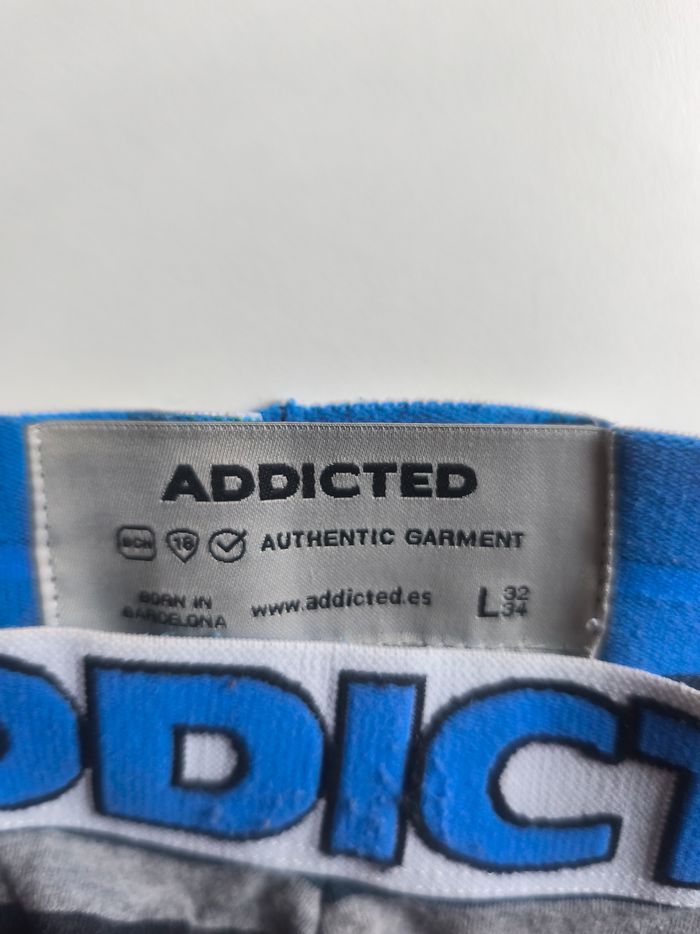 ADDICTED
BCN 18 AUTHENTIC GARMENT
BORN IN
BARCELONA
www.addicted.es
L 32
34
DDICT